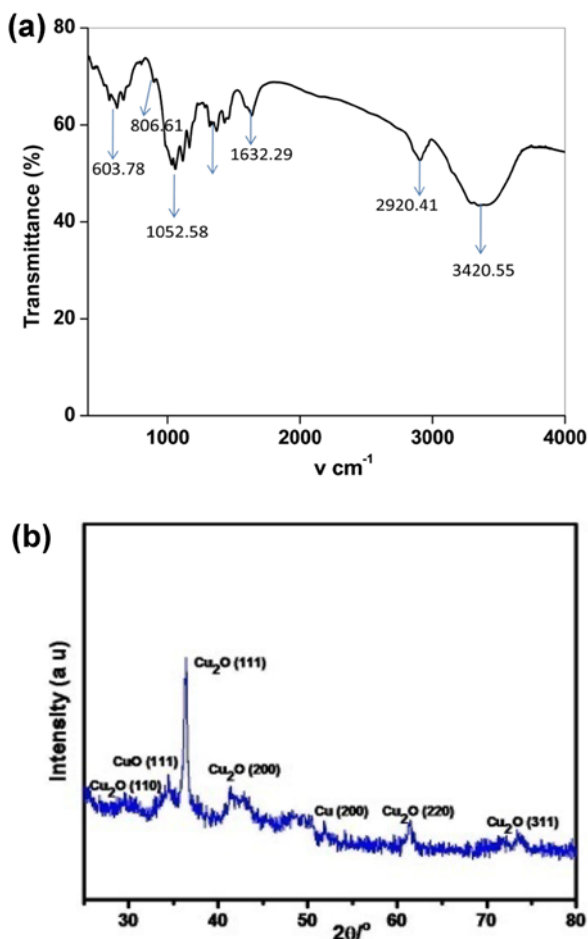 (a)
80
60
40
20
0
Transmittance (%)
603.78
806.61
1052.58
1632.29
2920.41
3420.55
1000
2000
3000
4000
ν cm-1
(b)
Intensity (a u)
Cu2O (110)
CuO (111)
Cu2O (111)
Cu2O (200)
Cu (200)
Cu2O (220)
Cu2O (311)
30
40
50
60
70
80
2θ/°